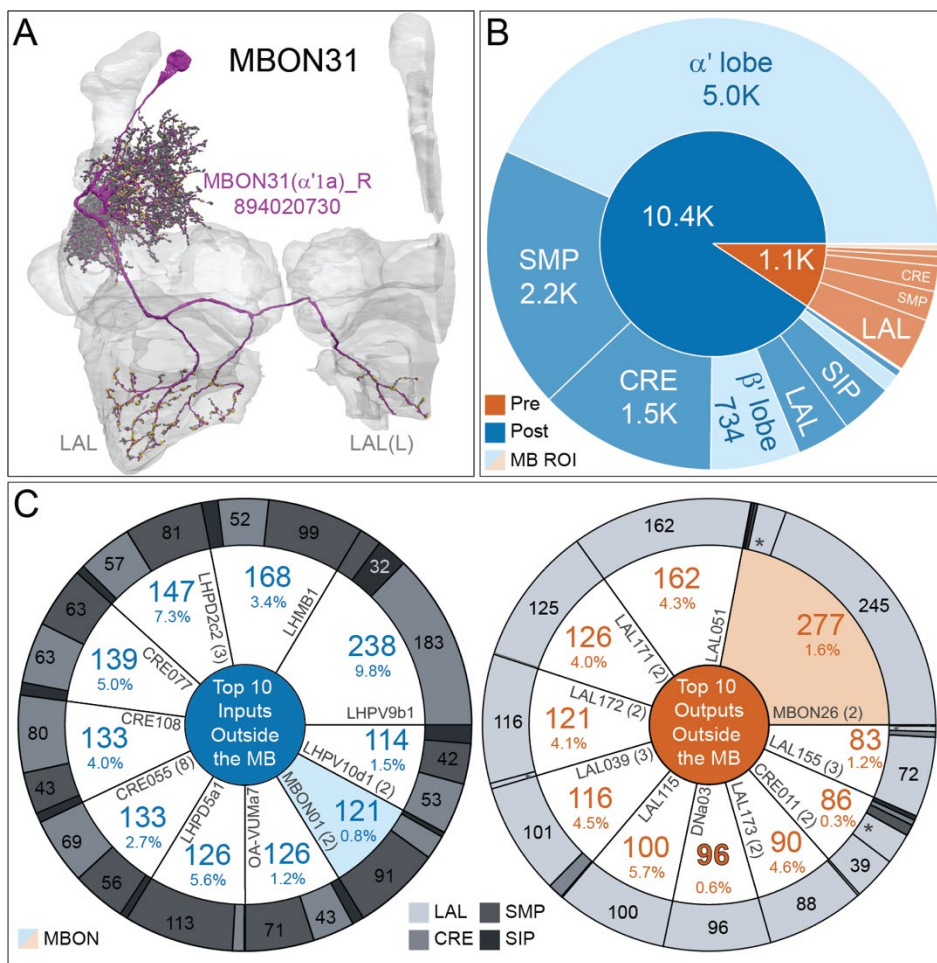 A
MBON31
MBON31(α'1a)_R
894020730
LAL
LAL(L)
B
α' lobe
5.0K
10.4K
1.1K
SMP
2.2K
CRE
1.5K
β' lobe
734
LAL
SIP
CRE
SMP
LAL
Pre
Post
MB ROI
C
Top 10
Inputs
Outside
the MB
238
9.8%
LHPV9b1
183
32
168
3.4%
LHMB1
99
52
147
7.3%
LHPD2c2 (3)
81
57
139
5.0%
CRE077
63
63
133
4.0%
CRE108
80
43
133
2.7%
CRE055 (8)
69
56
126
5.6%
LHPD5a1
113
126
1.2%
OA-VUMa7
71
43
121
0.8%
MBON01 (2)
91
114
1.5%
LHPV10d1 (2)
53
42
MBON
Top 10
Outputs
Outside
the MB
277
1.6%
MBON26 (2)
245
*
162
4.3%
LAL051
162
126
4.0%
LAL171 (2)
125
121
4.1%
LAL172 (2)
116
*
116
4.5%
LAL039 (3)
101
100
5.7%
LAL115
100
96
0.6%
DNa03
96
90
4.6%
LAL173 (2)
88
86
0.3%
CRE011 (2)
39
*
83
1.2%
LAL155 (3)
72
*
LAL
CRE
SMP
SIP